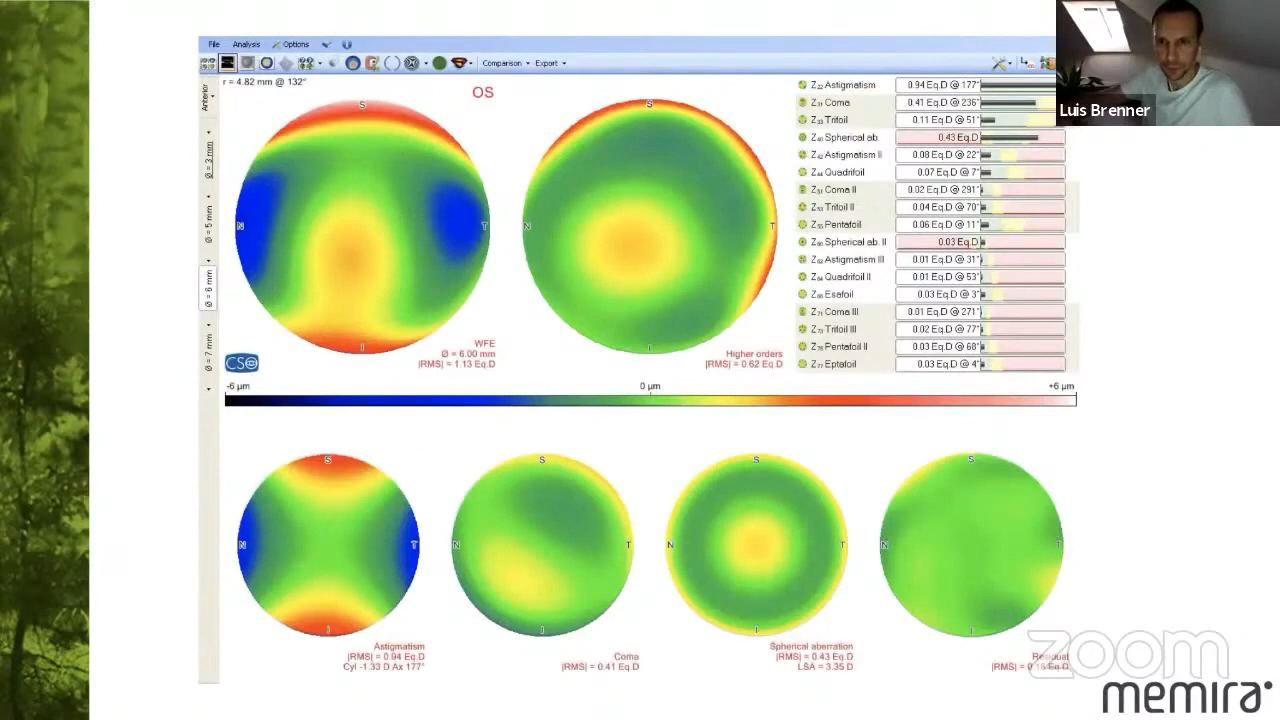 File Analysis Options
Comparison Export
Luis Brenner
r = 4.82 mm @ 132°
OS
Anterior
Ø = 3 mm
Ø = 5 mm
Ø = 6 mm
Ø = 7 mm
S
N
T
I
WFE
Ø = 6.00 mm
|RMS| = 1.13 Eq.D
S
N
T
I
Higher orders
|RMS| = 0.62 Eq.D
CSO
Z22 Astigmatism 0.94 Eq.D @ 177°
Z31 Coma 0.41 Eq.D @ 236°
Z33 Trifoil 0.11 Eq.D @ 51°
Z40 Spherical ab. 0.43 Eq.D
Z42 Astigmatism II 0.08 Eq.D @ 22°
Z44 Quadrifoil 0.07 Eq.D @ 7°
Z51 Coma II 0.02 Eq.D @ 291°
Z53 Trifoil II 0.04 Eq.D @ 70°
Z55 Pentafoil 0.06 Eq.D @ 11°
Z60 Spherical ab. II 0.03 Eq.D
Z62 Astigmatism III 0.01 Eq.D @ 31°
Z64 Quadrifoil II 0.01 Eq.D @ 53°
Z66 Esafoil 0.03 Eq.D @ 3°
Z71 Coma III 0.01 Eq.D @ 271°
Z73 Trifoil III 0.02 Eq.D @ 77°
Z75 Pentafoil II 0.03 Eq.D @ 68°
Z77 Eptafoil 0.03 Eq.D @ 4°
-6 µm 0 µm +6 µm
S
N
T
I
Astigmatism
|RMS| = 0.94 Eq.D
Cyl -1.33 D Ax 177°
S
N
T
I
Coma
|RMS| = 0.41 Eq.D
S
N
T
I
Spherical aberration
|RMS| = 0.43 Eq.D
LSA = 3.35 D
S
N
T
I
Residual
|RMS| = 0.18 Eq.D
zoom
memira